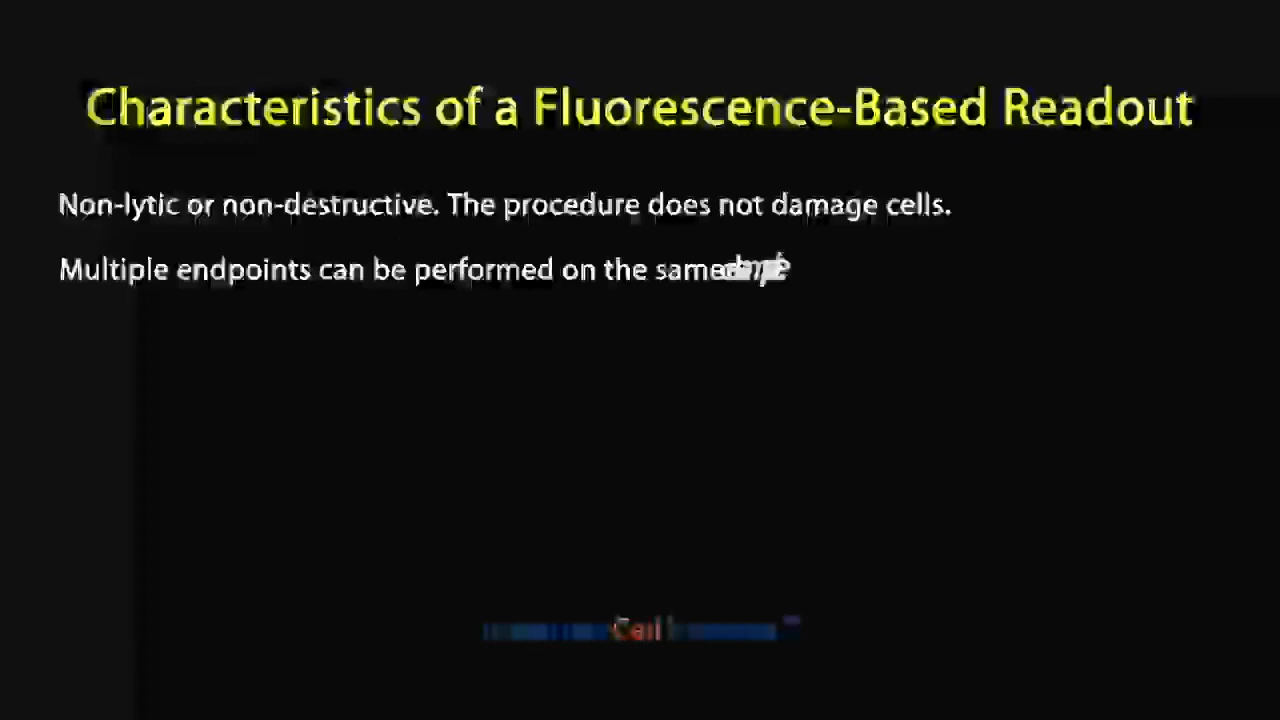 Characteristics of a Fluorescence-Based Readout
Non-lytic or non-destructive. The procedure does not damage cells.
Multiple endpoints can be performed on the same
Cell